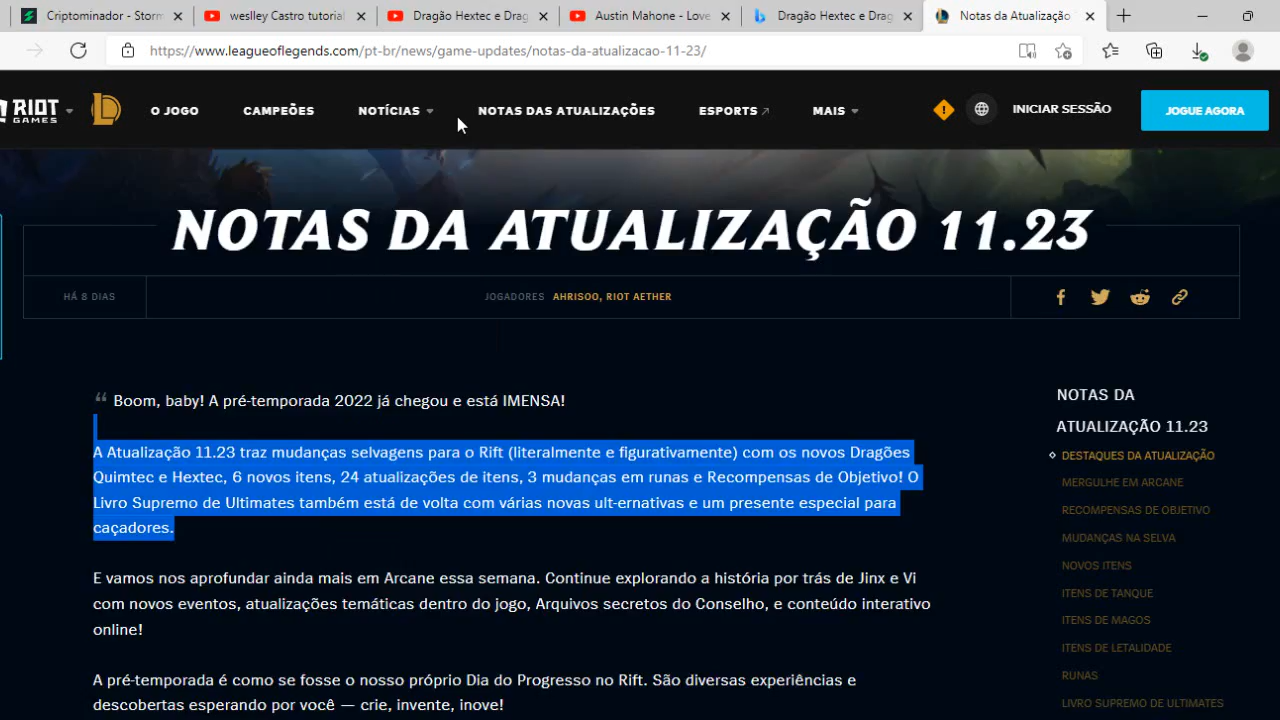 Criptominador - Storm
weslley Castro tutorial
Dragão Hextec e Drag
Austin Mahone - Love
Dragão Hextec e Drag
Notas da Atualização
https://www.leagueoflegends.com/pt-br/news/game-updates/notas-da-atualizacao-11-23/
RIOT GAMES
O JOGO
CAMPEÕES
NOTÍCIAS
NOTAS DAS ATUALIZAÇÕES
ESPORTS
MAIS
INICIAR SESSÃO
JOGUE AGORA
NOTAS DA ATUALIZAÇÃO 11.23
HÁ 8 DIAS
JOGADORES AHRISOO, RIOT AETHER
“ Boom, baby! A pré-temporada 2022 já chegou e está IMENSA!
A Atualização 11.23 traz mudanças selvagens para o Rift (literalmente e figurativamente) com os novos Dragões
Quimtec e Hextec, 6 novos itens, 24 atualizações de itens, 3 mudanças em runas e Recompensas de Objetivo! O
Livro Supremo de Ultimates também está de volta com várias novas ult-ernativas e um presente especial para
caçadores.
E vamos nos aprofundar ainda mais em Arcane essa semana. Continue explorando a história por trás de Jinx e Vi
com novos eventos, atualizações temáticas dentro do jogo, Arquivos secretos do Conselho, e conteúdo interativo
online!
A pré-temporada é como se fosse o nosso próprio Dia do Progresso no Rift. São diversas experiências e
descobertas esperando por você — crie, invente, inove!
NOTAS DA
ATUALIZAÇÃO 11.23
DESTAQUES DA ATUALIZAÇÃO
MERGULHE EM ARCANE
RECOMPENSAS DE OBJETIVO
MUDANÇAS NA SELVA
NOVOS ITENS
ITENS DE TANQUE
ITENS DE MAGOS
ITENS DE LETALIDADE
RUNAS
LIVRO SUPREMO DE ULTIMATES